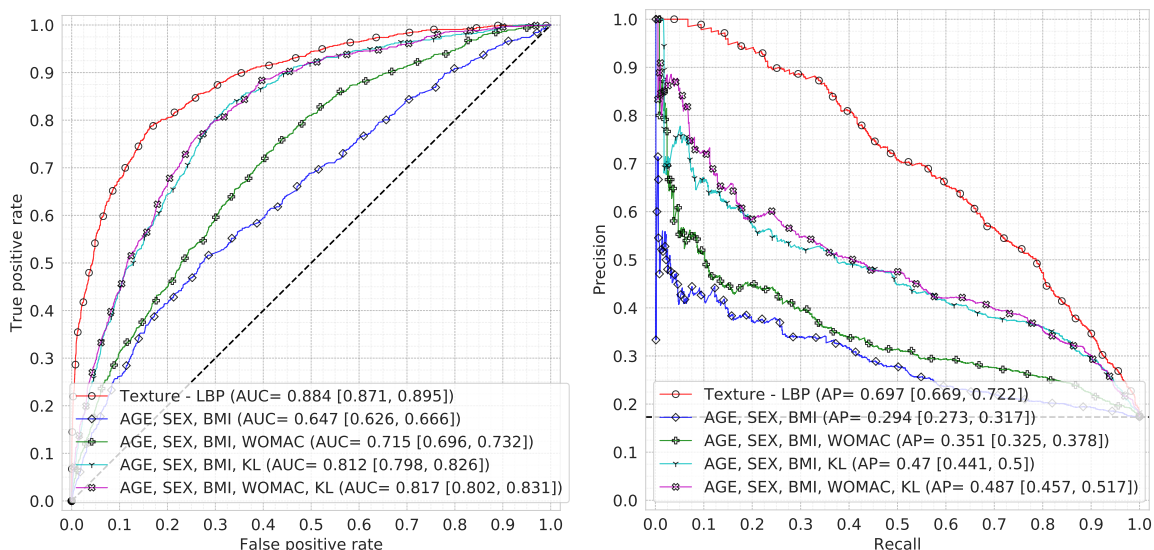 1.0
0.9
0.8
0.7
0.6
0.5
0.4
0.3
0.2
0.1
0.0
True positive rate
Texture - LBP (AUC= 0.884 [0.871, 0.895])
AGE, SEX, BMI (AUC= 0.647 [0.626, 0.666])
AGE, SEX, BMI, WOMAC (AUC= 0.715 [0.696, 0.732])
AGE, SEX, BMI, KL (AUC= 0.812 [0.798, 0.826])
AGE, SEX, BMI, WOMAC, KL (AUC= 0.817 [0.802, 0.831])
0.0 0.1 0.2 0.3 0.4 0.5 0.6 0.7 0.8 0.9 1.0
False positive rate
1.0
0.9
0.8
0.7
0.6
0.5
0.4
0.3
0.2
0.1
0.0
Precision
Texture - LBP (AP= 0.697 [0.669, 0.722])
AGE, SEX, BMI (AP= 0.294 [0.273, 0.317])
AGE, SEX, BMI, WOMAC (AP= 0.351 [0.325, 0.378])
AGE, SEX, BMI, KL (AP= 0.47 [0.441, 0.5])
AGE, SEX, BMI, WOMAC, KL (AP= 0.487 [0.457, 0.517])
0.0 0.1 0.2 0.3 0.4 0.5 0.6 0.7 0.8 0.9 1.0
Recall